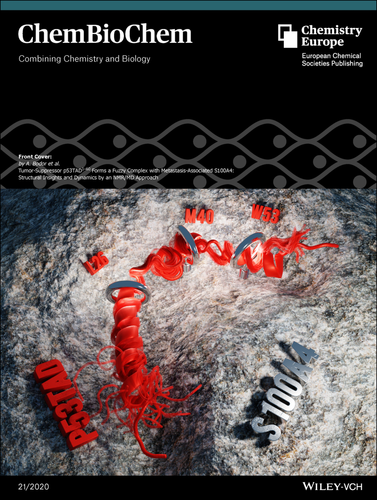 ChemBioChem
Combining Chemistry and Biology
Chemistry
Europe
European Chemical
Societies Publishing
Front Cover:
by A. Bodor et al.
Tumor-Suppressor p53TAD Forms a Fuzzy Complex with Metastasis-Associated S100A4:
Structural Insights and Dynamics by an NMR/MD Approach
M40
W53
P53TAD
S100A4
21/2020
WILEY-VCH